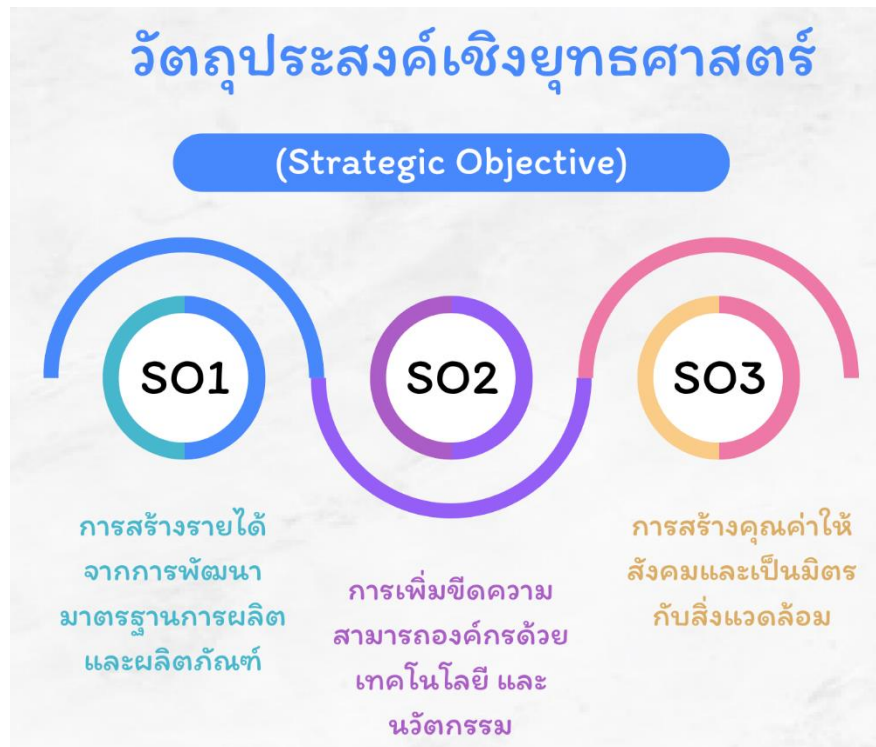 วัตถุประสงค์เชิงยุทธศาสตร์
(Strategic Objective)
SO1
SO2
SO3
การสร้างรายได้
จากการพัฒนา
มาตรฐานการผลิต
และผลิตภัณฑ์
การเพิ่มขีดความ
สามารถองค์กรด้วย
เทคโนโลยี และ
นวัตกรรม
การสร้างคุณค่าให้
สังคมและเป็นมิตร
กับสิ่งแวดล้อม